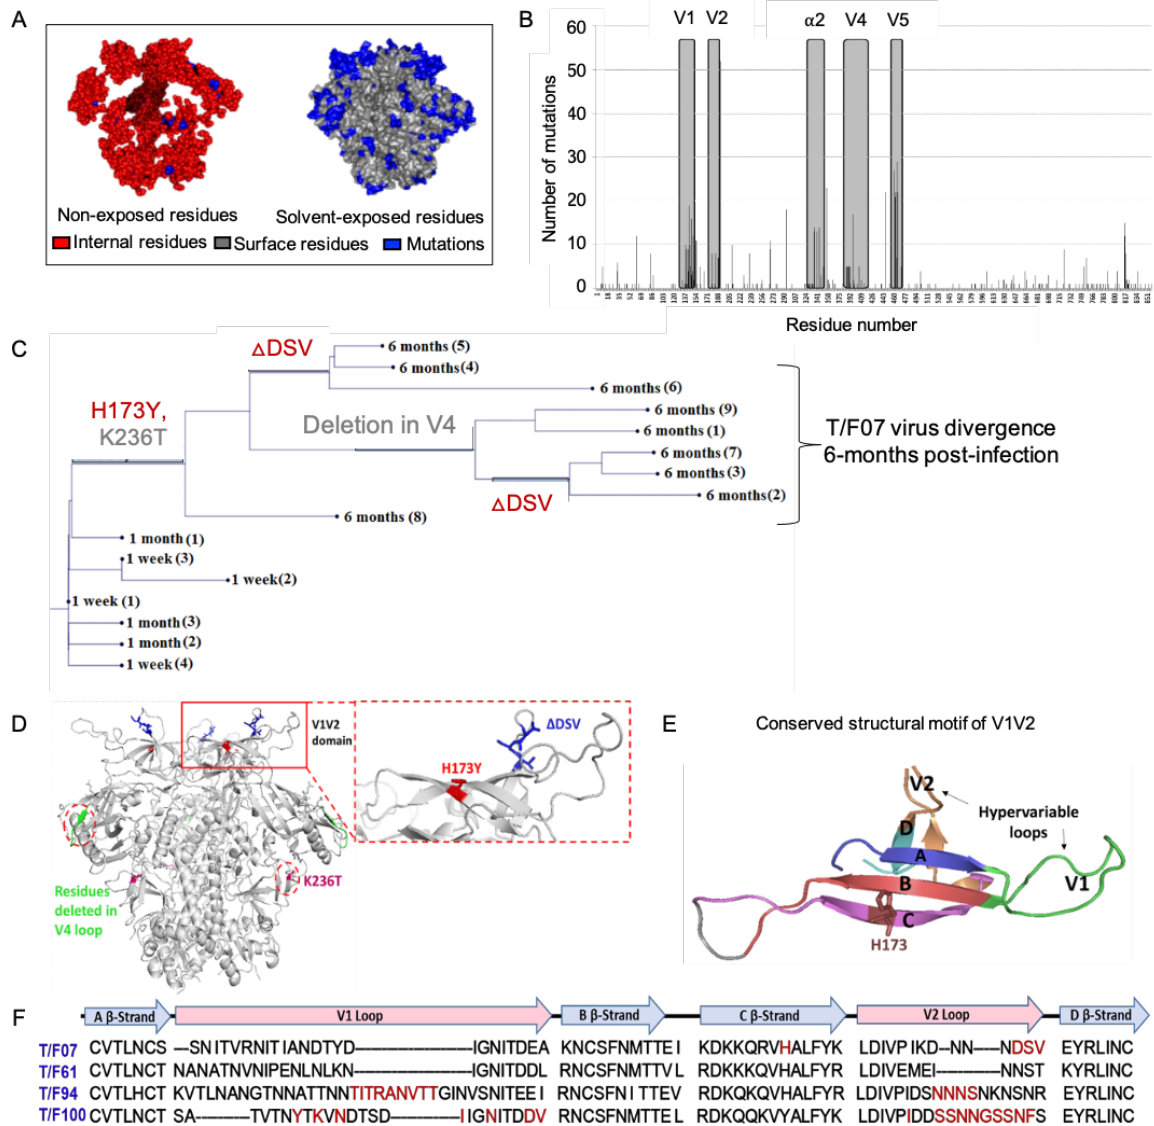 A
Non-exposed residues
Solvent-exposed residues
Internal residues
Surface residues
Mutations
B
V1 V2 α2 V4 V5
Number of mutations
60
50
40
30
20
10
0
Residue number
C
△DSV
H173Y,
K236T
Deletion in V4
△DSV
6 months (5)
6 months (4)
6 months (6)
6 months (9)
6 months (1)
6 months (7)
6 months (3)
6 months (2)
6 months (8)
1 month (1)
1 week (3)
1 week (2)
1 week (1)
1 month (3)
1 month (2)
1 week (4)
T/F07 virus divergence
6-months post-infection
D
V1V2
domain
K236T
Residues
deleted in
V4 loop
H173Y
ΔDSV
E
Conserved structural motif of V1V2
V2
Hypervariable
loops
D
A
B
C
V1
H173
F
A β-Strand V1 Loop B β-Strand C β-Strand V2 Loop D β-Strand
T/F07 CVTLNCS ---SNITVRNITIANDTYD--------------------IGNITDEA KNCSFNMTTEI KDKKQRVHALFYK LDIVPIKD--NN----NDSV EYRLINC
T/F61 CVTLNCT NANATNVNIPENLNLKN--------------------IGNITDDL RNCSFNMTTVL RDKKKQVHALFYR LDIVEMEI-------NNST KYRLINC
T/F94 CVTLHCT KVTLNANGTNNATTNNTITRANVTTGINVSNITEEI RNCSFNITTEV RDKQKQVHALFYR LDIVPIDSNNNSNKNSNR EYRLINC
T/F100 CVTLNCT SA---------TVTNYTKVNDTSD-----------IIGNITDDV RNCSFNMTTEL RDKQQKVYALFYK LDIVPIDDSSNNGSSNFS EYRLINC